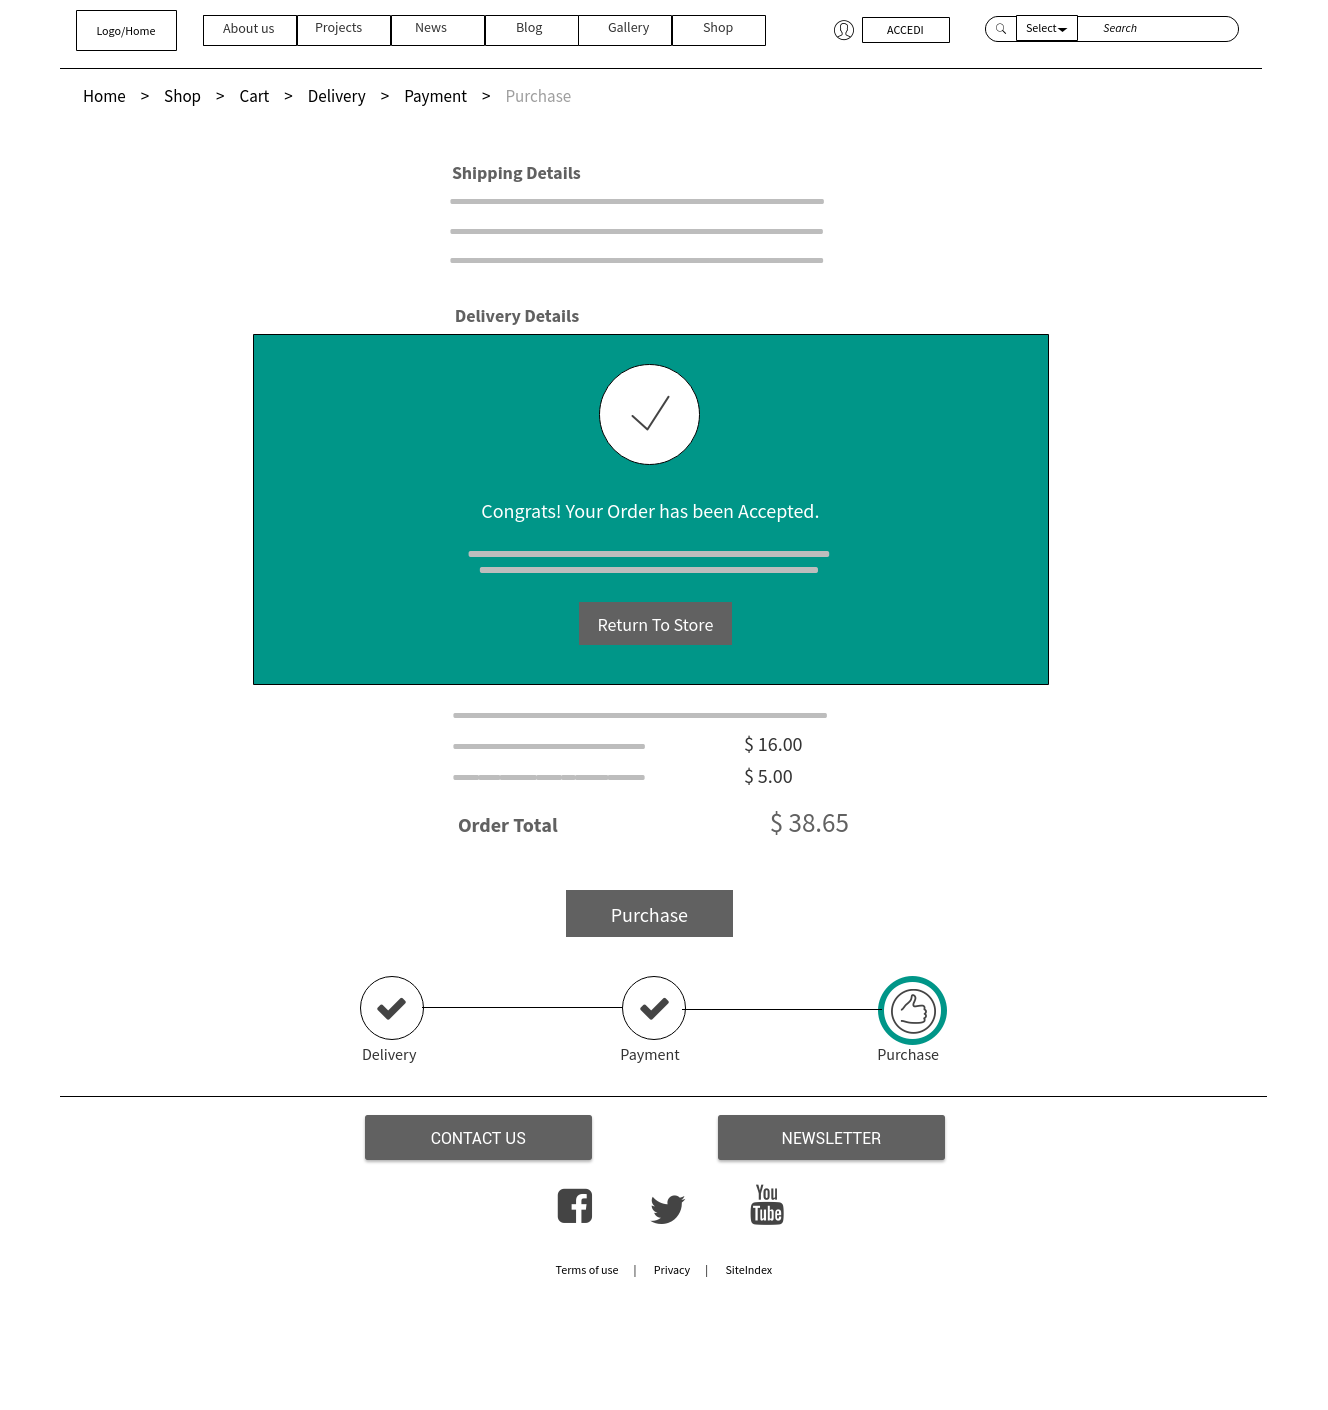 Logo/Home About us Projects News Blog Gallery Shop ACCEDI Select Search
Home > Shop > Cart > Delivery > Payment > Purchase
Shipping Details
Delivery Details
Congrats! Your Order has been Accepted.
Return To Store
$ 16.00
$ 5.00
Order Total $ 38.65
Purchase
Delivery Payment Purchase
CONTACT US NEWSLETTER
You
Tube
Terms of use | Privacy | SiteIndex